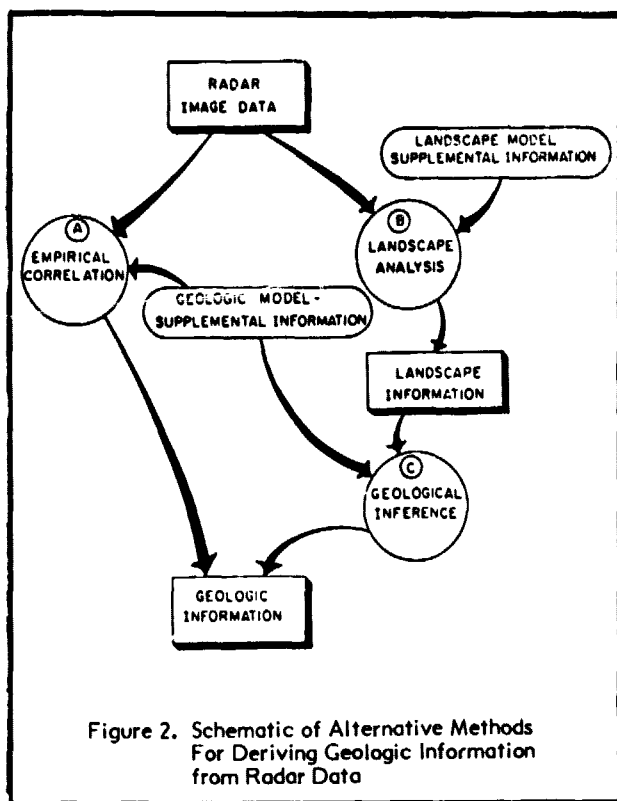 RADAR
IMAGE DATA
LANDSCAPE MODEL
SUPPLEMENTAL INFORMATION
A
EMPIRICAL
CORRELATION
B
LANDSCAPE
ANALYSIS
GEOLOGIC MODEL-
SUPPLEMENTAL INFORMATION
LANDSCAPE
INFORMATION
C
GEOLOGICAL
INFERENCE
GEOLOGIC
INFORMATION
Figure 2. Schematic of Alternative Methods
For Deriving Geologic Information
from Radar Data